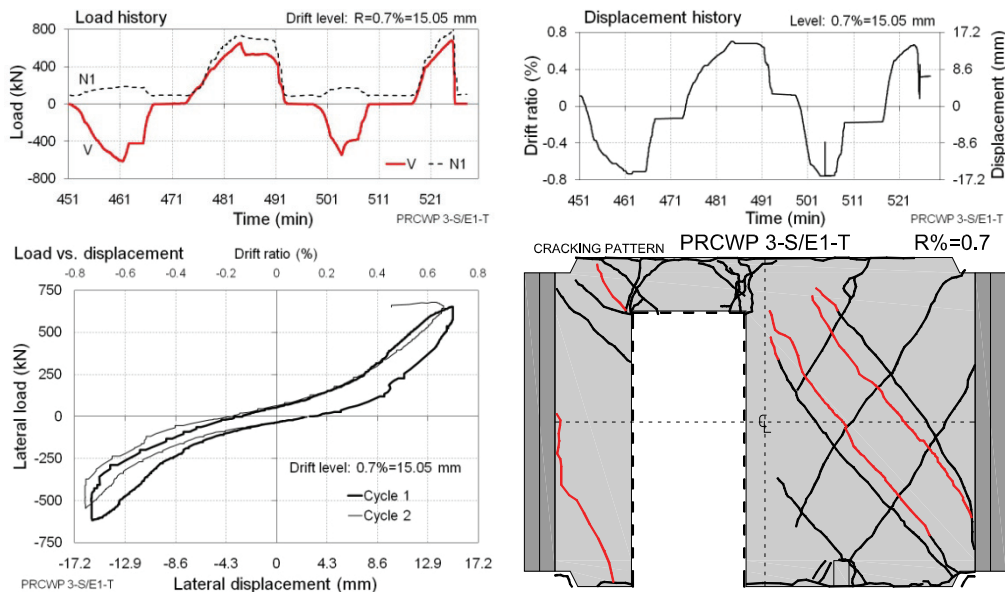 Load history
Drift level: R=0.7%=15.05 mm
800
400
0
-400
-800
Load (kN)
N1
V
V
N1
451 461 471 481 491 501 511 521
Time (min)
PRCWP 3-S/E1-T
Displacement history
Level: 0.7%=15.05 mm
0.8
0.4
0
-0.4
-0.8
Drift ratio (%)
17.2
8.6
0
-8.6
-17.2
Displacement (mm)
451 461 471 481 491 501 511 521
Time (min)
PRCWP 3-S/E1-T
Load vs. displacement
Drift ratio (%)
-0.8 -0.6 -0.4 -0.2 0 0.2 0.4 0.6 0.8
750
500
250
0
-250
-500
-750
Lateral load (kN)
Drift level: 0.7%=15.05 mm
Cycle 1
Cycle 2
-17.2 -12.9 -8.6 -4.3 0 4.3 8.6 12.9 17.2
PRCWP 3-S/E1-T
Lateral displacement (mm)
CRACKING PATTERN PRCWP 3-S/E1-T R%=0.7
℄